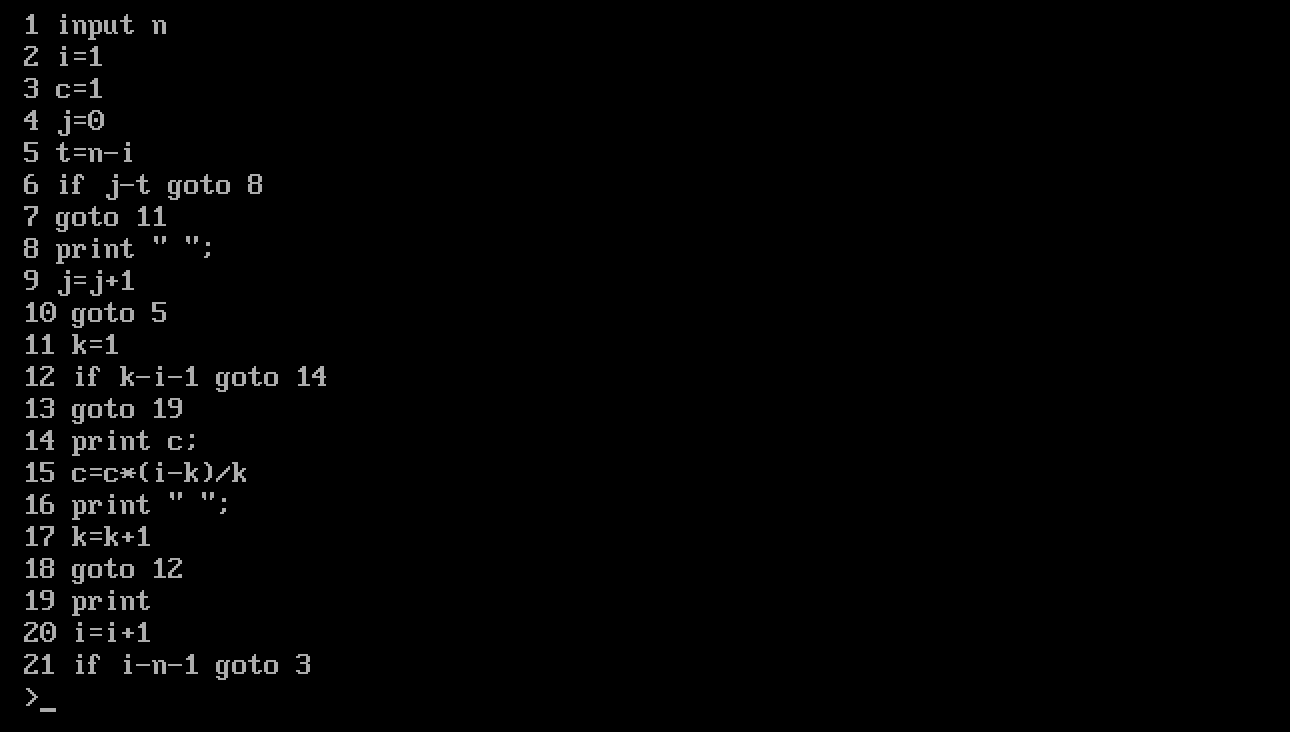 1 input n
2 i=1
3 c=1
4 j=0
5 t=n-i
6 if j-t goto 8
7 goto 11
8 print " ";
9 j=j+1
10 goto 5
11 k=1
12 if k-i-1 goto 14
13 goto 19
14 print c;
15 c=c*(i-k)/k
16 print " ";
17 k=k+1
18 goto 12
19 print
20 i=i+1
21 if i-n-1 goto 3
>_